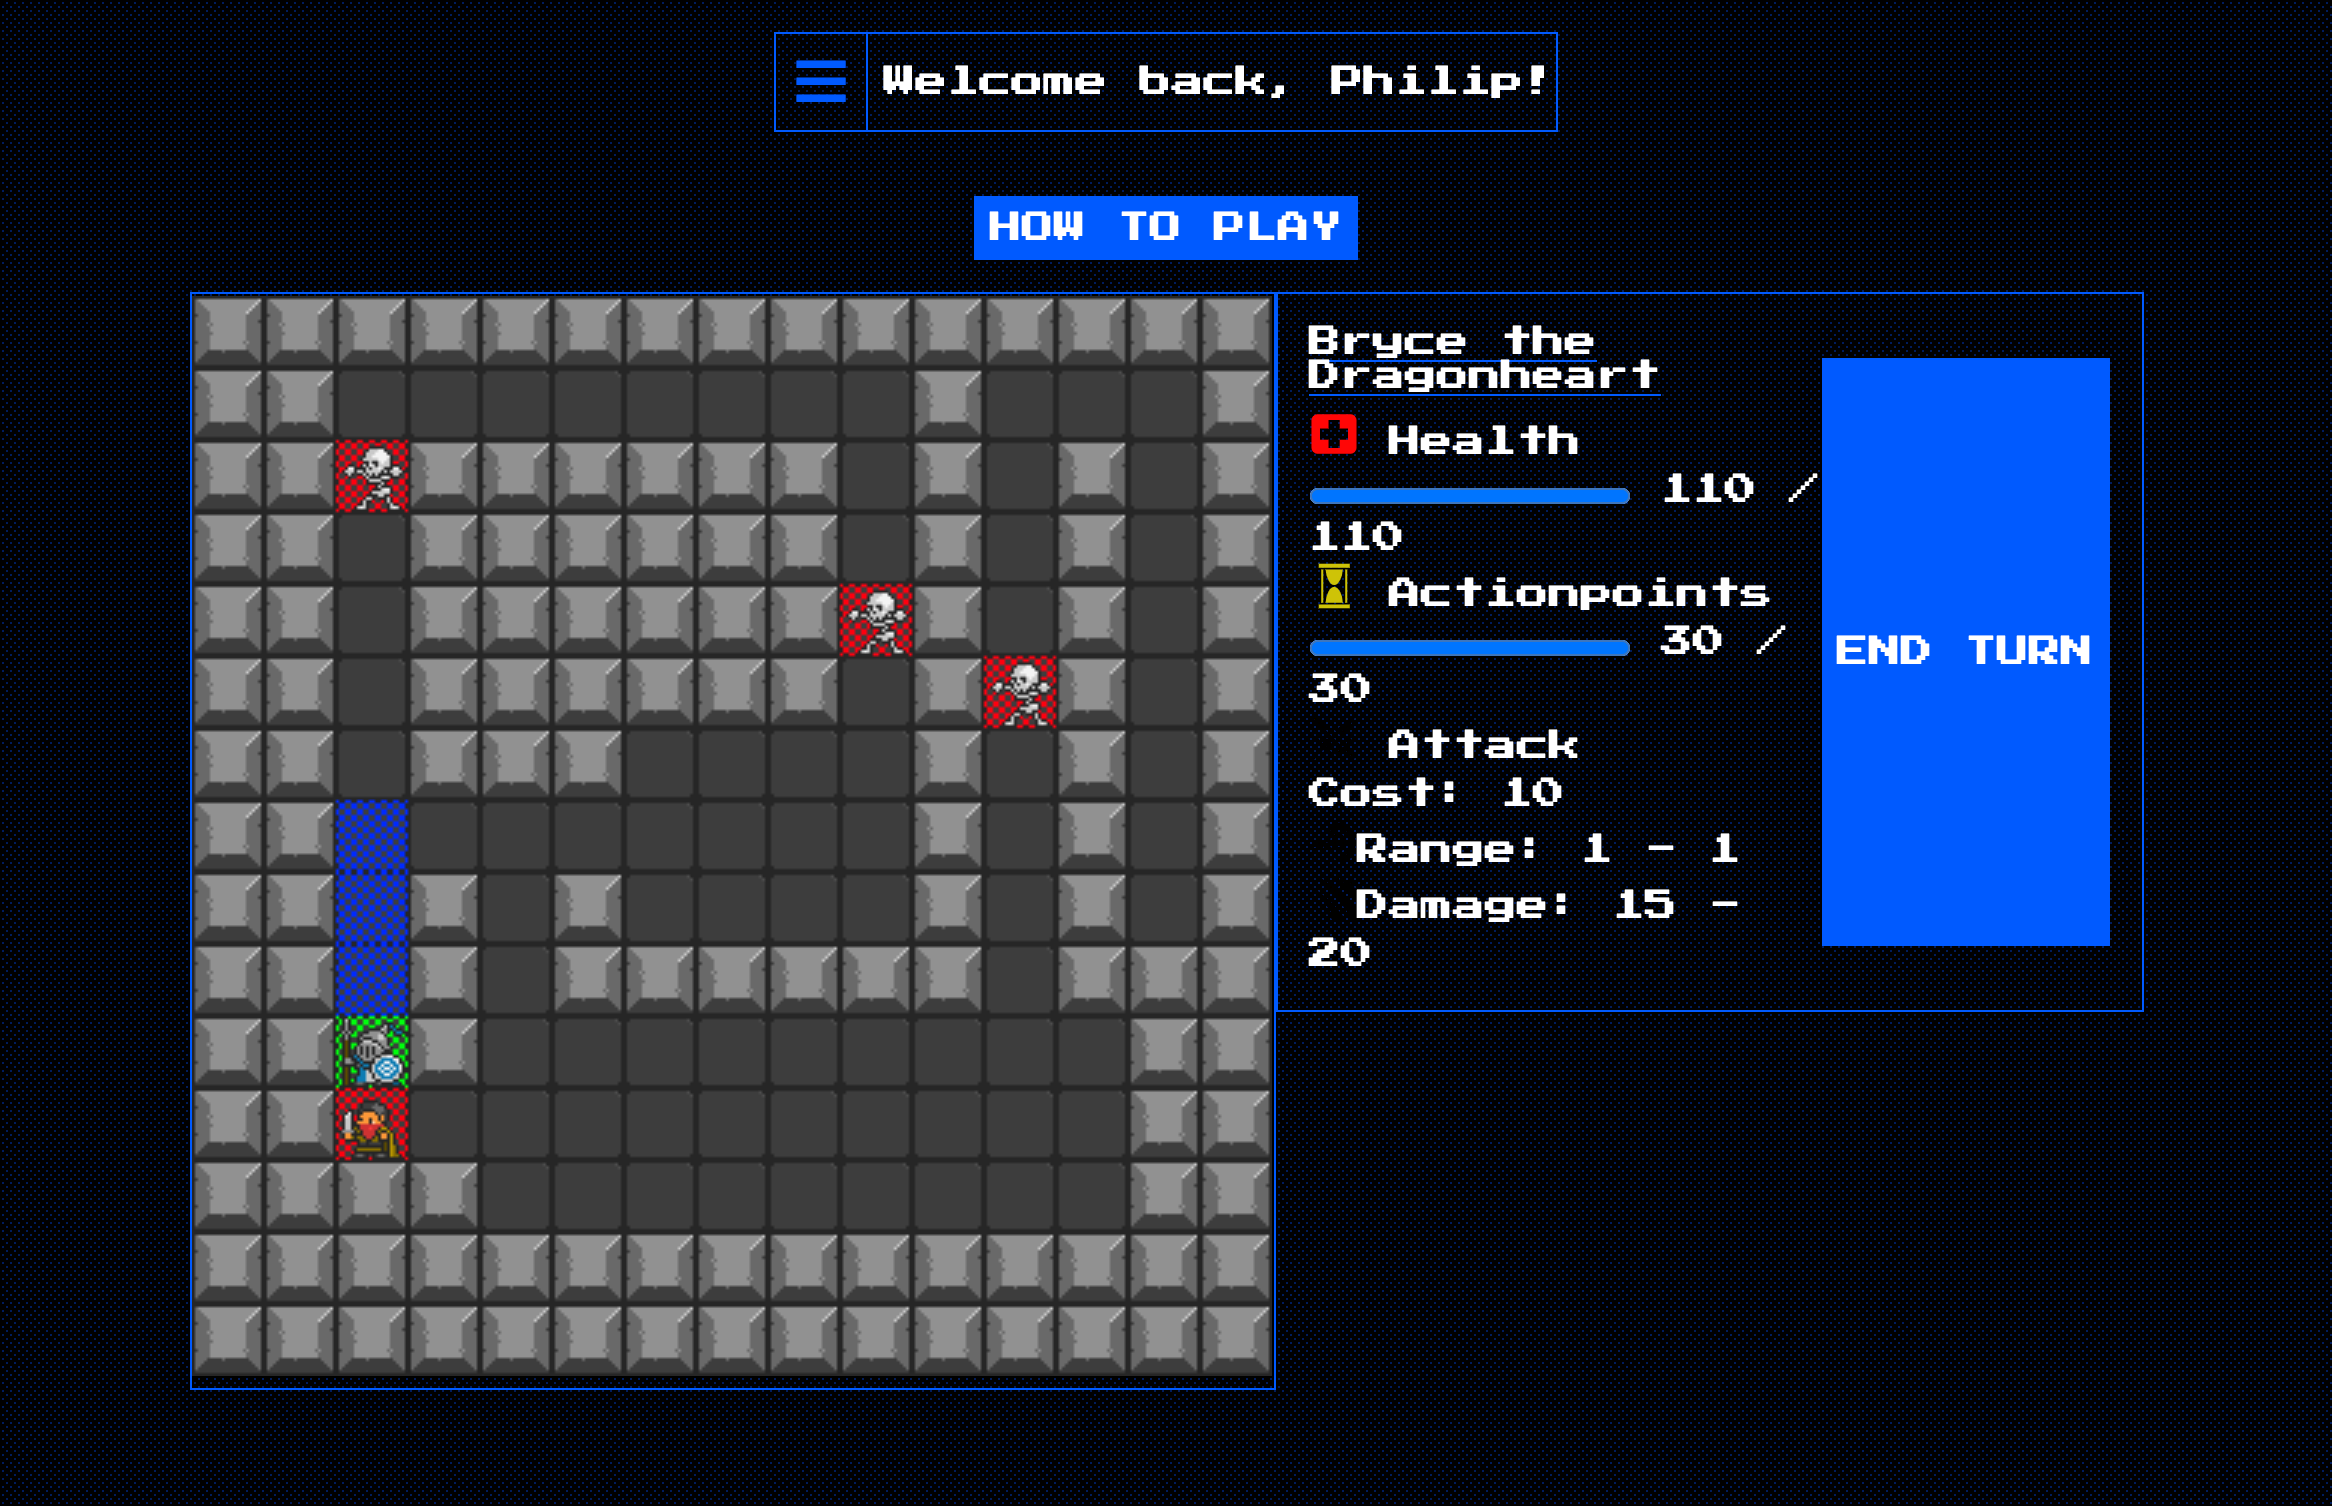 Welcome back, Philip!
HOW TO PLAY
Bryce the
Dragonheart
Health
110 /
110
Actionpoints
30 /
30
Attack
Cost: 10
Range: 1 - 1
Damage: 15 -
20
END TURN